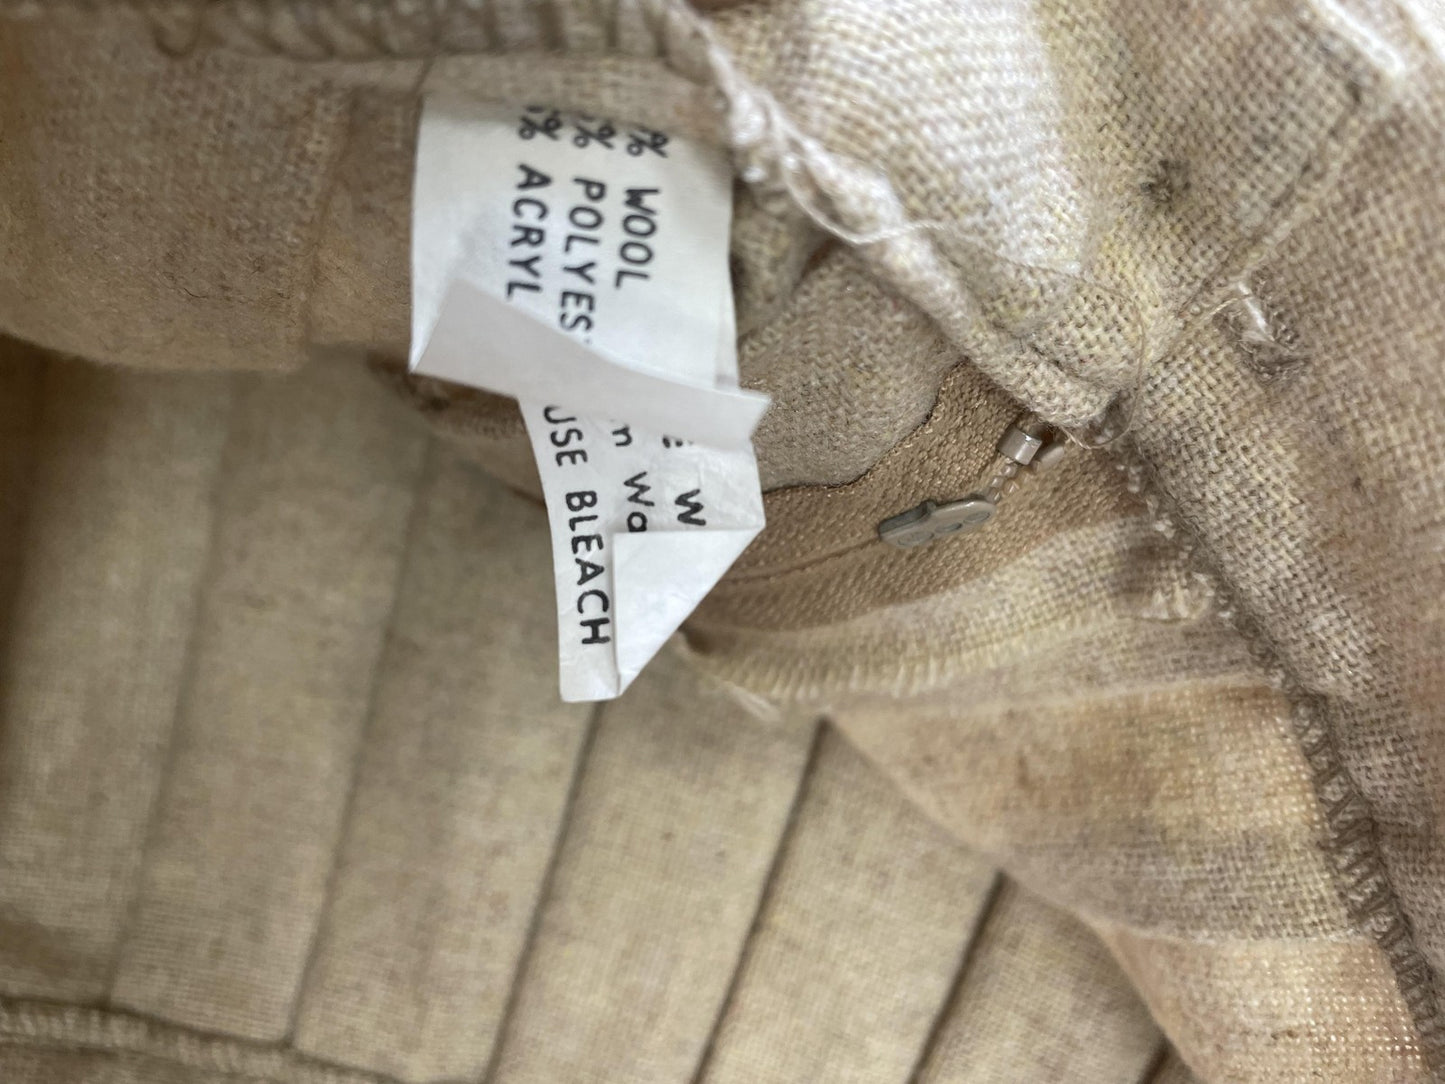 % WOOL
% POLYES
% ACRYL
W
n Wa
USE BLEACH